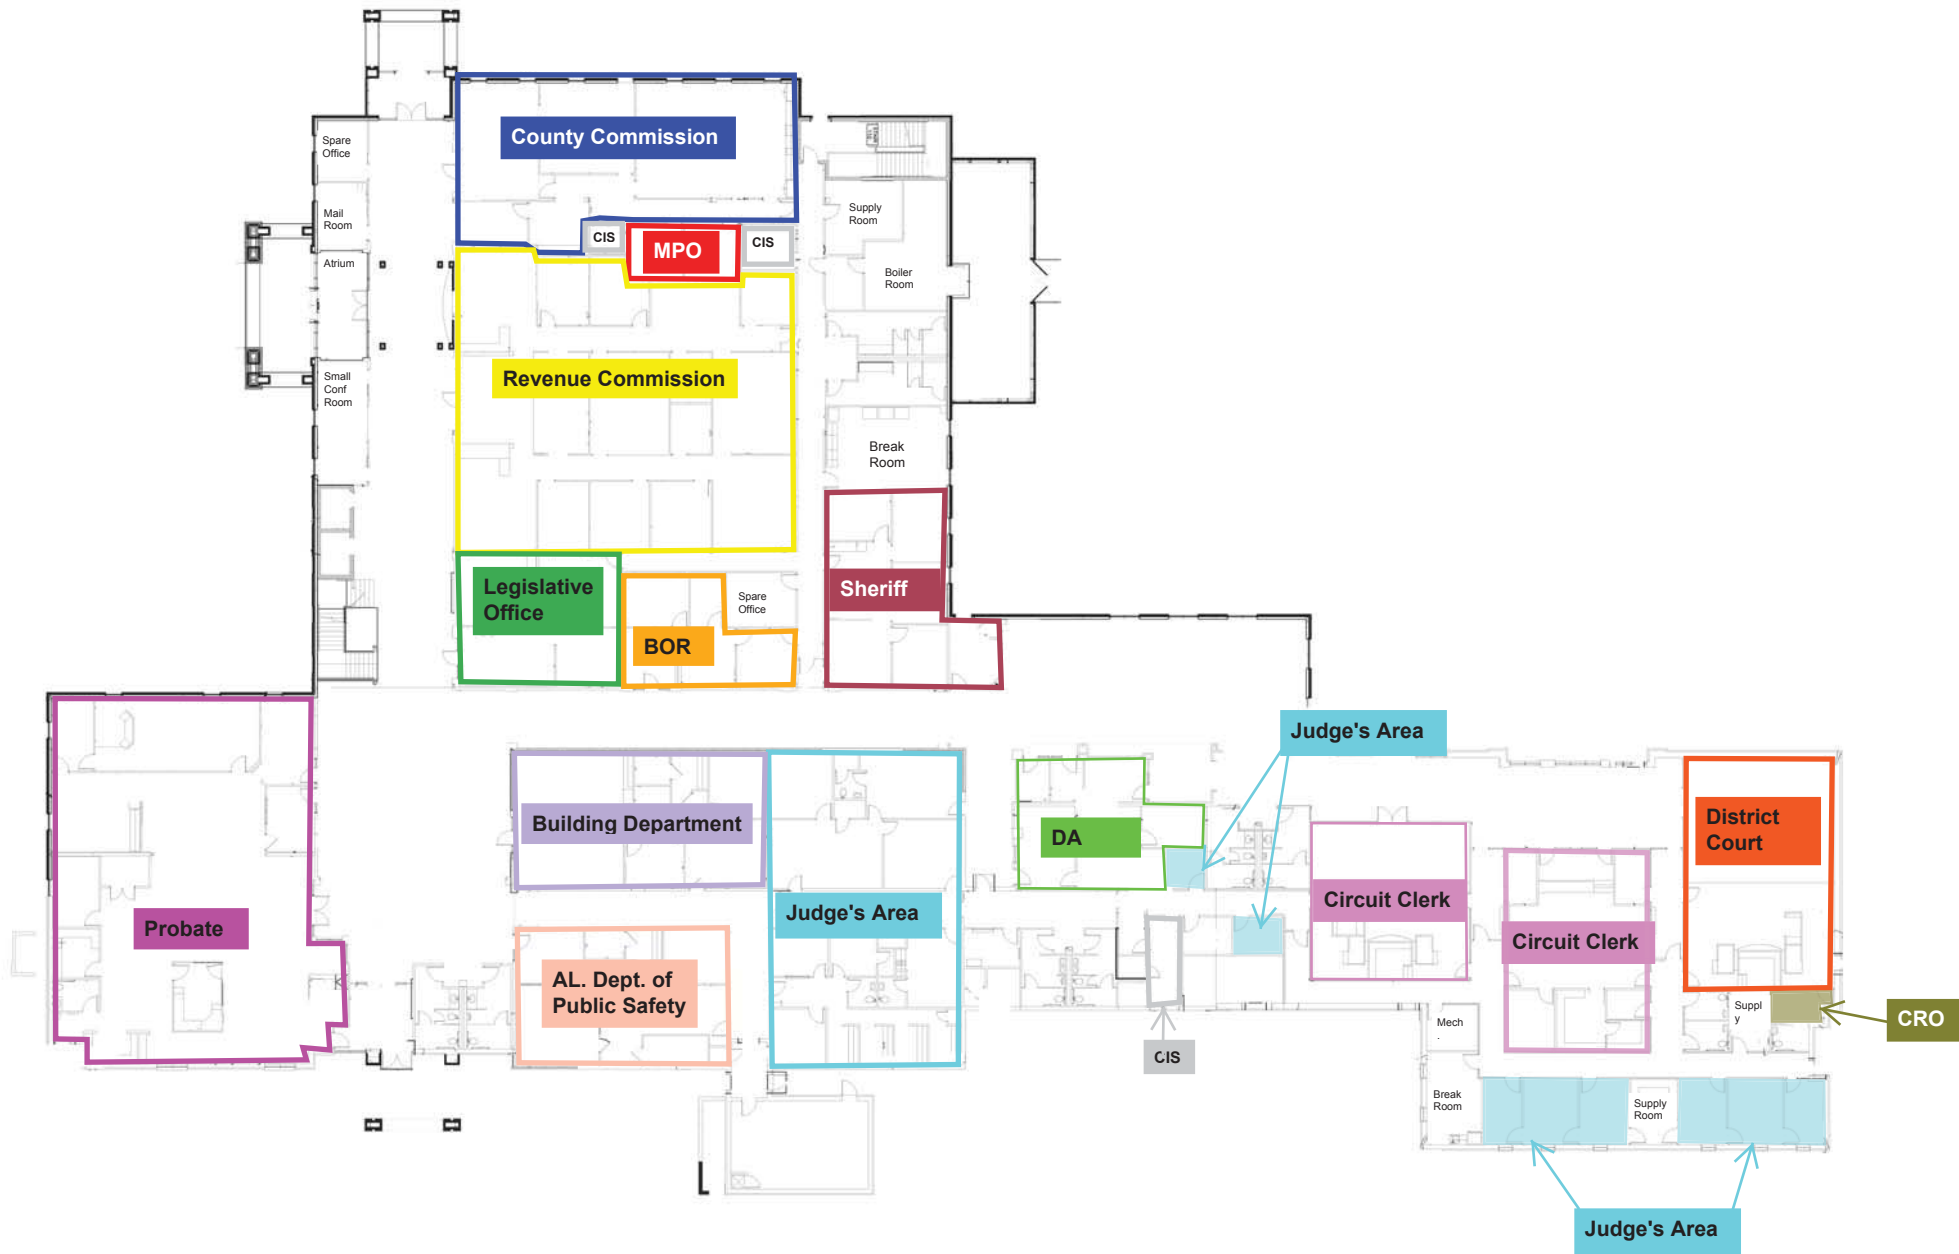 County Commission
Spare
Office
Mail
Room
Supply
Room
CIS
MPO
CIS
Atrium
Boiler
Room
Small
Conf
Room
Revenue Commission
Break
Room
Legislative
Office
Spare
Office
Sheriff
BOR
Judge's Area
Building Department
DA
District
Court
Probate
Judge's Area
Circuit Clerk
Circuit Clerk
AL. Dept. of
Public Safety
Suppl
y
CRO
Mech
.
CIS
Break
Room
Supply
Room
Judge's Area